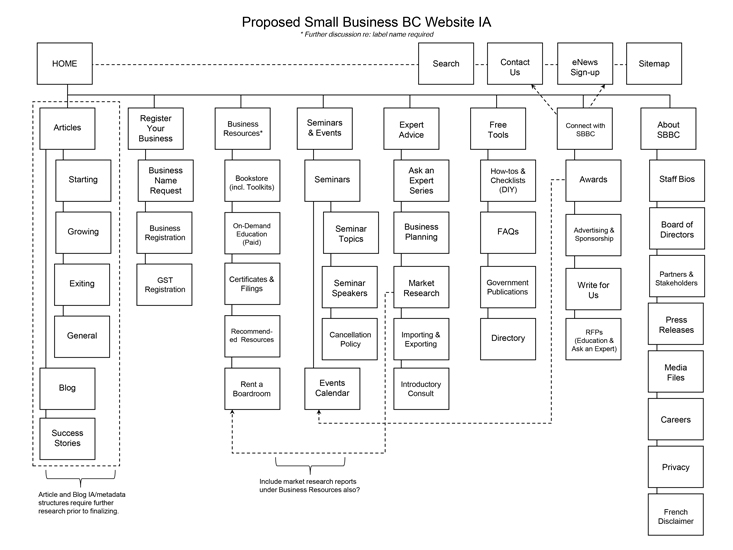 Proposed Small Business BC Website IA
* Further discussion re: label name required
HOME
Search
Contact
Us
eNews
Sign-up
Sitemap
Articles
Starting
Growing
Exiting
General
Blog
Success
Stories
Article and Blog IA/metadata
structures require further
research prior to finalizing.
Register
Your
Business
Business
Name
Request
Business
Registration
GST
Registration
Business
Resources*
Bookstore
(incl. Toolkits)
On-Demand
Education
(Paid)
Certificates &
Filings
Recommend-
ed Resources
Rent a
Boardroom
Seminars
& Events
Seminars
Seminar
Topics
Seminar
Speakers
Cancellation
Policy
Events
Calendar
Include market research reports
under Business Resources also?
Expert
Advice
Ask an
Expert
Series
Business
Planning
Market
Research
Importing &
Exporting
Introductory
Consult
Free
Tools
How-tos &
Checklists
(DIY)
FAQs
Government
Publications
Directory
Connect with
SBBC
Awards
Advertising &
Sponsorship
Write for
Us
RFPs
(Education &
Ask an Expert)
About
SBBC
Staff Bios
Board of
Directors
Partners &
Stakeholders
Press
Releases
Media
Files
Careers
Privacy
French
Disclaimer